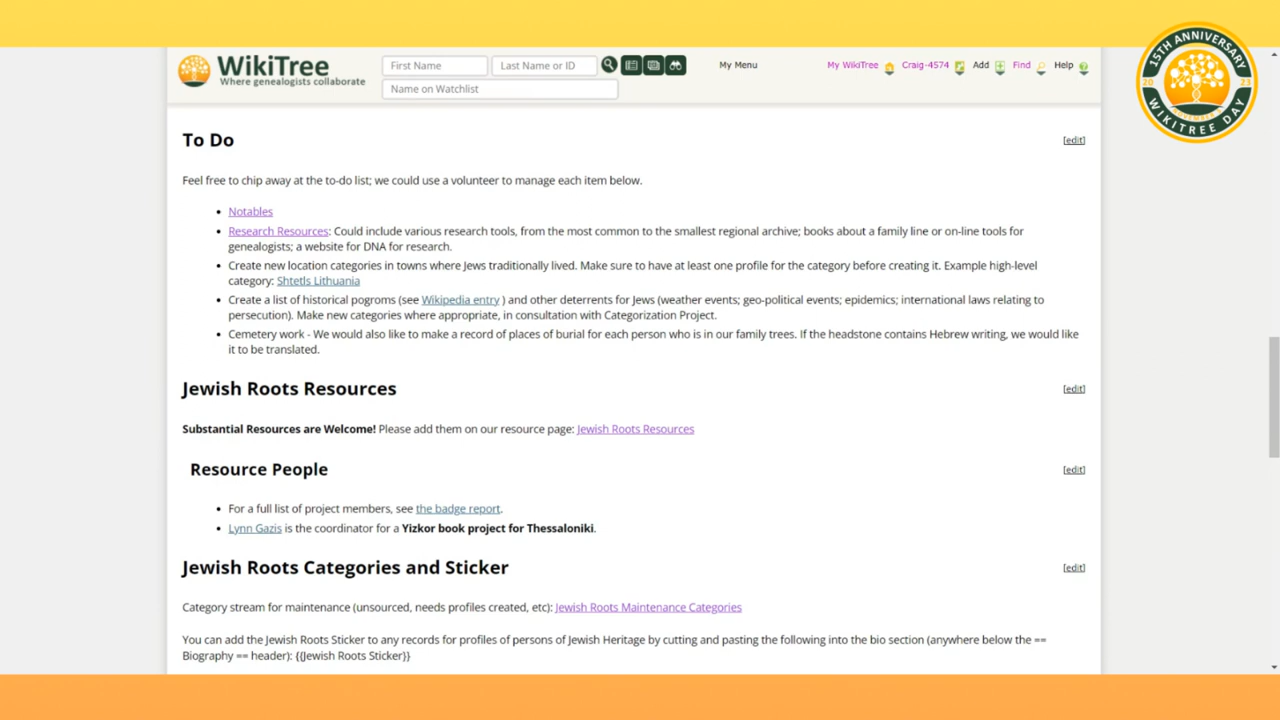 WikiTree
Where genealogists collaborate
First Name
Last Name or ID
Name on Watchlist
My Menu
My WikiTree
Craig-4574
Add
Find
Help
15TH ANNIVERSARY
20 23
NOVEMBER 3
WIKITREE DAY
To Do
[edit]
Feel free to chip away at the to-do list; we could use a volunteer to manage each item below.
• Notables
• Research Resources: Could include various research tools, from the most common to the smallest regional archive; books about a family line or on-line tools for
genealogists; a website for DNA for research.
• Create new location categories in towns where Jews traditionally lived. Make sure to have at least one profile for the category before creating it. Example high-level
category: Shtetls Lithuania
• Create a list of historical pogroms (see Wikipedia entry ) and other deterrents for Jews (weather events; geo-political events; epidemics; international laws relating to
persecution). Make new categories where appropriate, in consultation with Categorization Project.
• Cemetery work - We would also like to make a record of places of burial for each person who is in our family trees. If the headstone contains Hebrew writing, we would like
it to be translated.
Jewish Roots Resources
[edit]
Substantial Resources are Welcome! Please add them on our resource page: Jewish Roots Resources
Resource People
[edit]
• For a full list of project members, see the badge report.
• Lynn Gazis is the coordinator for a Yizkor book project for Thessaloniki.
Jewish Roots Categories and Sticker
[edit]
Category stream for maintenance (unsourced, needs profiles created, etc): Jewish Roots Maintenance Categories
You can add the Jewish Roots Sticker to any records for profiles of persons of Jewish Heritage by cutting and pasting the following into the bio section (anywhere below the ==
Biography == header): {{Jewish Roots Sticker}}